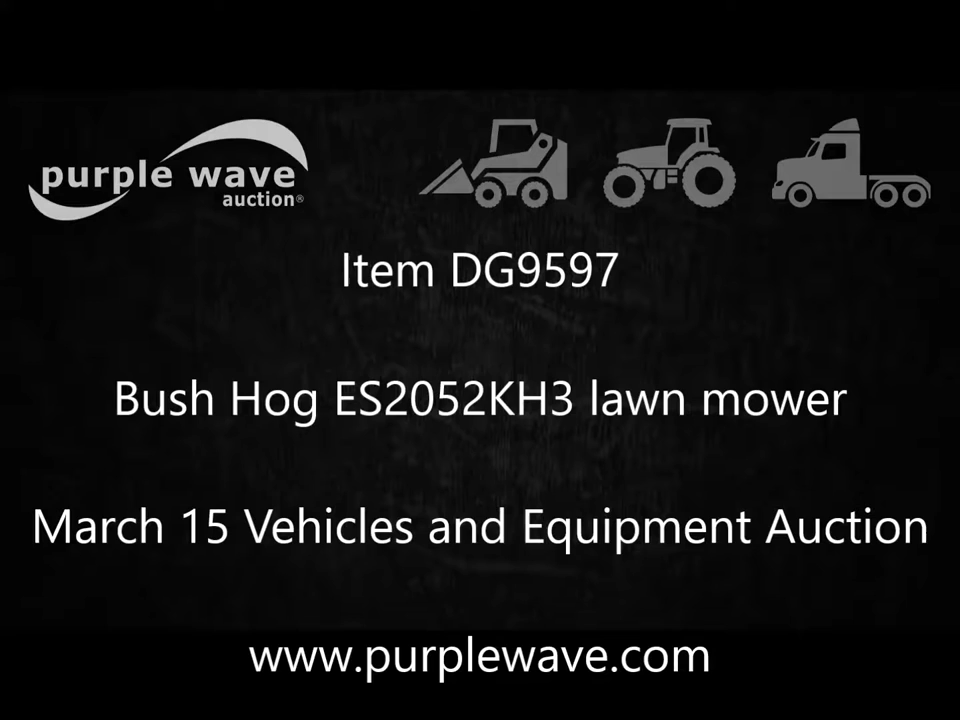 purple wave
auction®
Item DG9597
Bush Hog ES2052KH3 lawn mower
March 15 Vehicles and Equipment Auction
www.purplewave.com